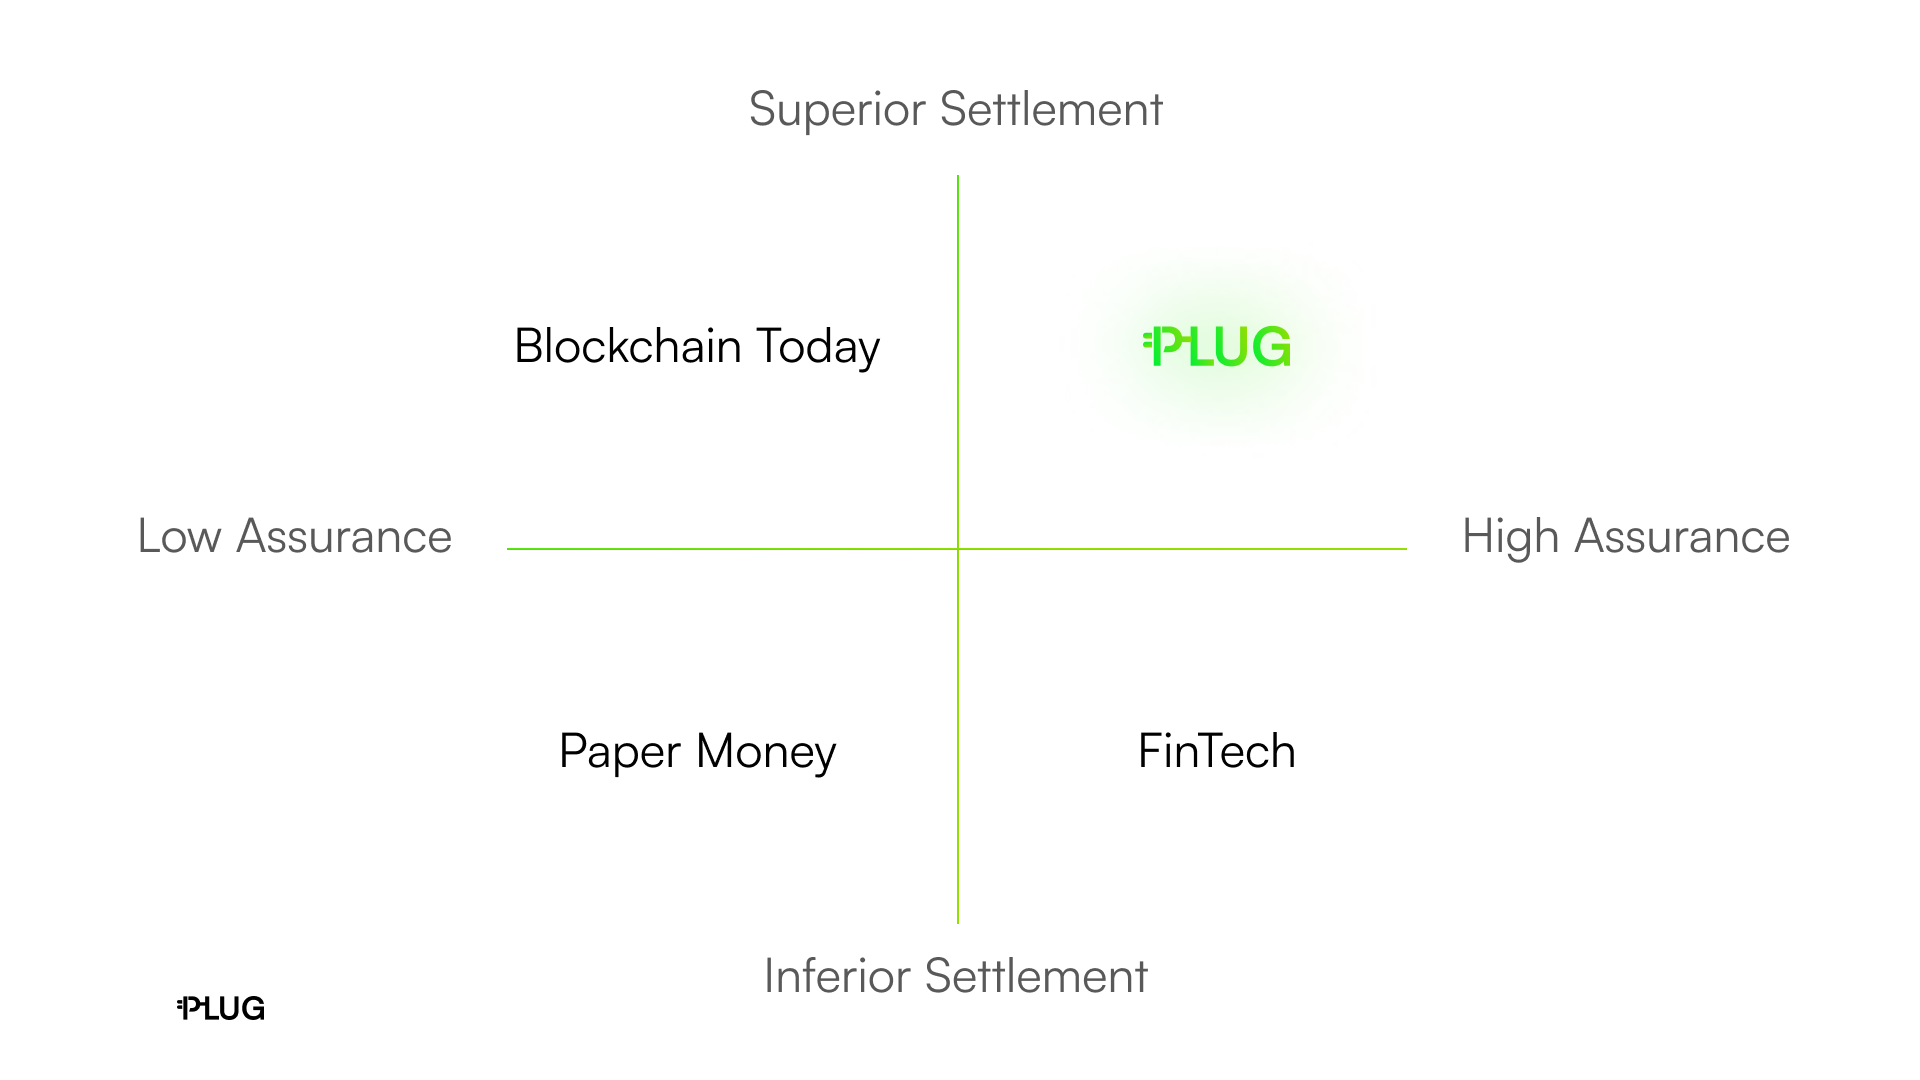 Superior Settlement
Blockchain Today
PLUG
Low Assurance
High Assurance
Paper Money
FinTech
Inferior Settlement
PLUG